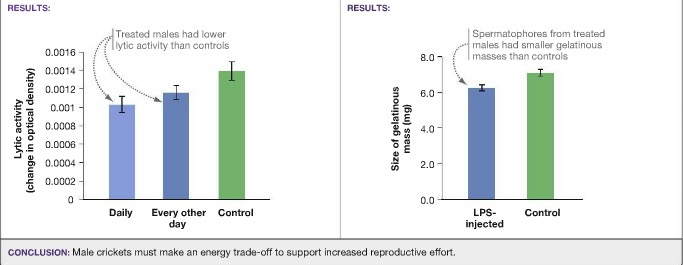 RESULTS:
Treated males had lower
lytic activity than controls
Lytic activity
(change in optical density)
0.0016
0.0014
0.0012
0.001
0.0008
0.0006
0.0004
0.0002
0
Daily
Every other
day
Control
RESULTS:
Spermatophores from treated
males had smaller gelatinous
masses than controls
Size of gelatinous
mass (mg)
8.0
6.0
4.0
2.0
0.0
LPS-
injected
Control
CONCLUSION: Male crickets must make an energy trade-off to support increased reproductive effort.